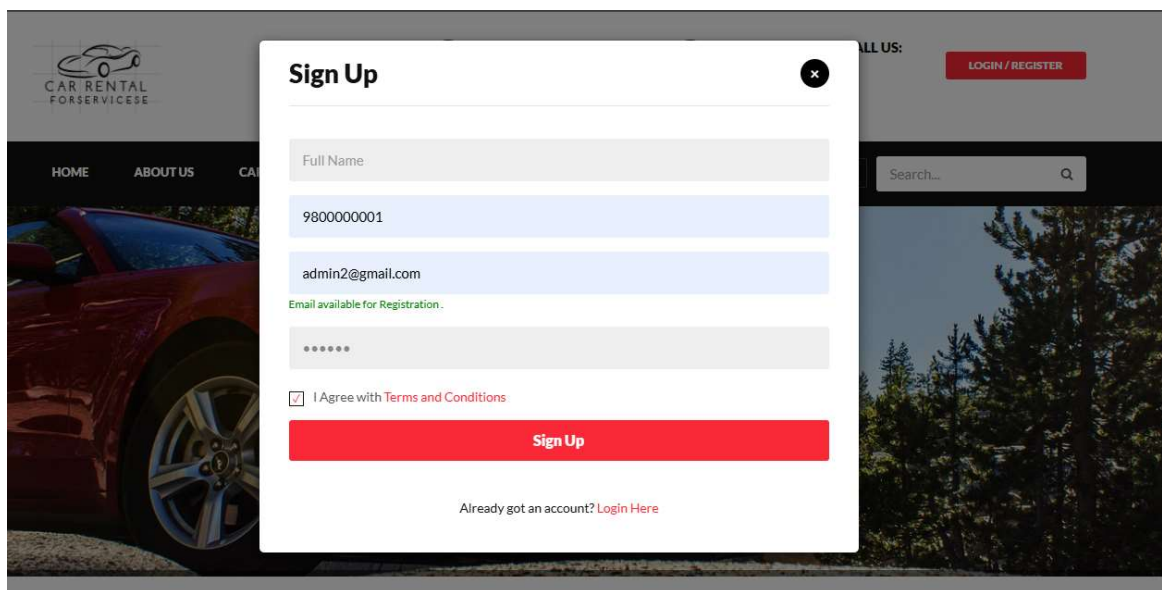 CAR RENTAL
FORSERVICESE
ALL US:
LOGIN / REGISTER
HOME ABOUT US CA
Search...
Sign Up
×
Full Name
9800000001
admin2@gmail.com
Email available for Registration .
••••••
I Agree with Terms and Conditions
Sign Up
Already got an account? Login Here